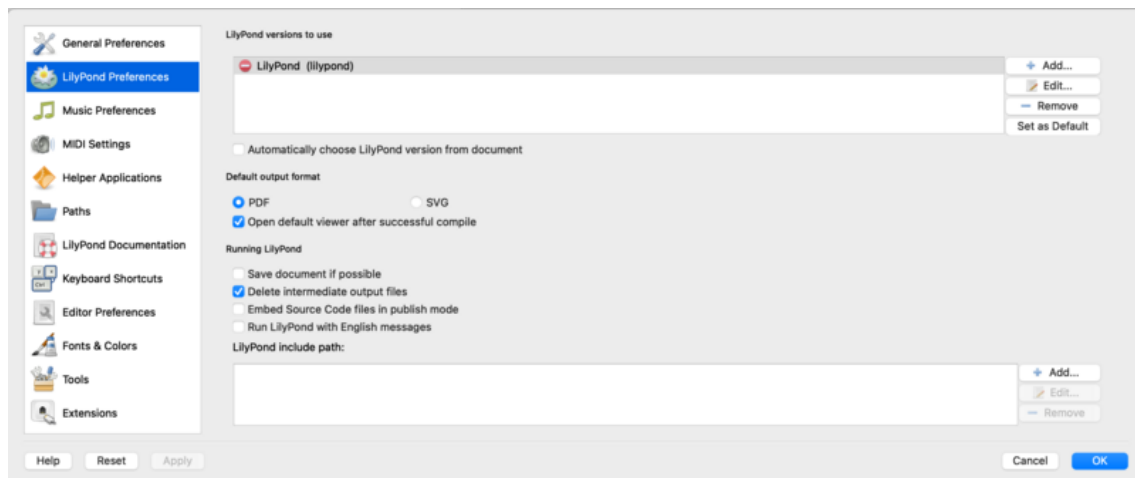 General Preferences
LilyPond Preferences
Music Preferences
MIDI Settings
Helper Applications
Paths
LilyPond Documentation
Keyboard Shortcuts
Editor Preferences
Fonts & Colors
Tools
Extensions
LilyPond versions to use
LilyPond (lilypond)
Add...
Edit...
Remove
Set as Default
Automatically choose LilyPond version from document
Default output format
PDF SVG
Open default viewer after successful compile
Running LilyPond
Save document if possible
Delete intermediate output files
Embed Source Code files in publish mode
Run LilyPond with English messages
LilyPond include path:
Add...
Edit...
Remove
Help Reset Apply Cancel OK